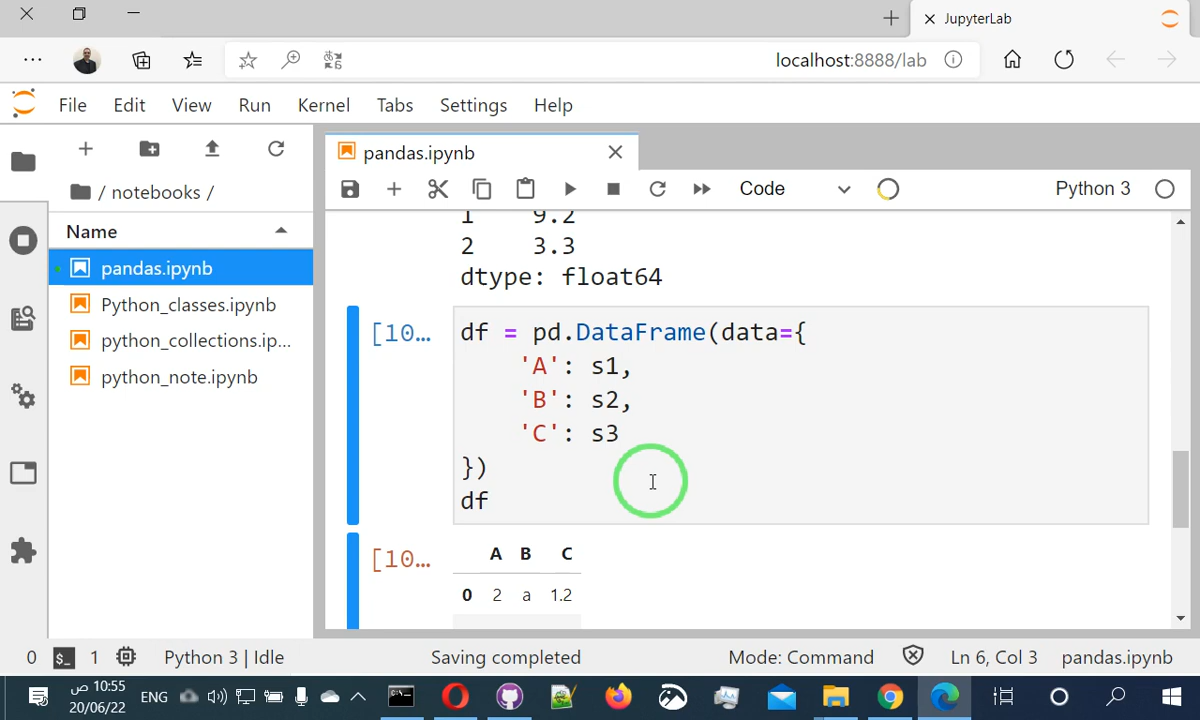 JupyterLab
localhost:8888/lab
File Edit View Run Kernel Tabs Settings Help
pandas.ipynb
/ notebooks /
Code
Python 3
Name
pandas.ipynb
Python_classes.ipynb
python_collections.ip...
python_note.ipynb
1 9.2
2 3.3
dtype: float64
[10...
df = pd.DataFrame(data={
'A': s1,
'B': s2,
'C': s3
})
df
[10...
A B C
0 2 a 1.2
0 $_ 1 Python 3 | Idle Saving completed Mode: Command Ln 6, Col 3 pandas.ipynb
10:55 ص
ENG
20/06/22